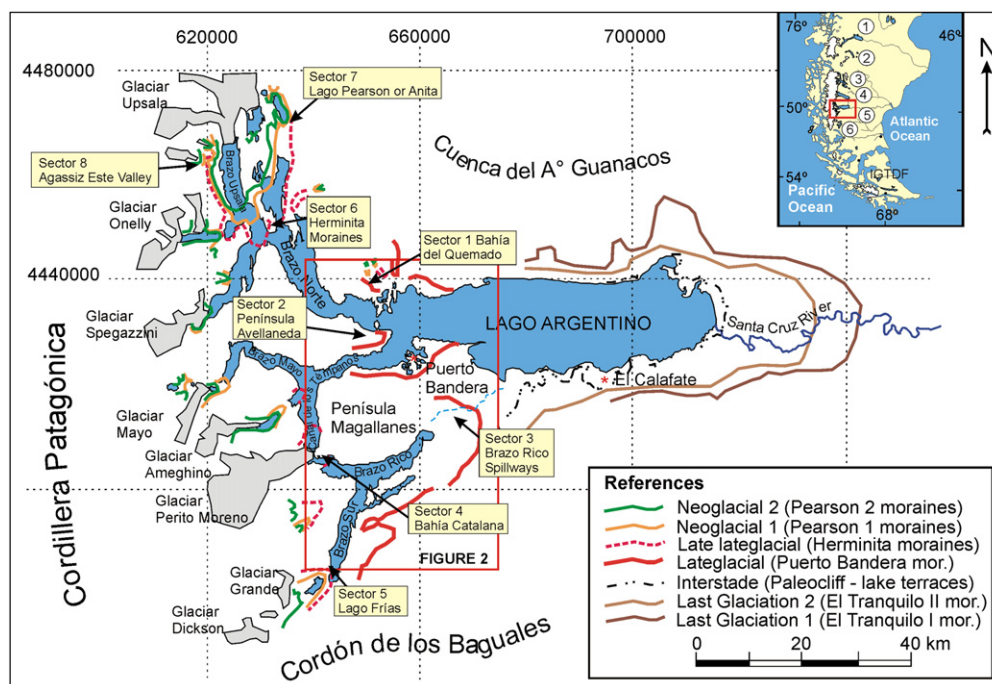 620000
660000
700000
4480000
4440000
Glaciar
Upsala
Sector 7
Lago Pearson or Anita
Sector 8
Agassiz Este Valley
Brazo Upsala
Cuenca del A° Guanacos
Glaciar
Onelly
Sector 6
Herminita
Moraines
Sector 1 Bahía
del Quemado
Brazo Norte
Sector 2
Península
Avellaneda
Glaciar
Spegazzini
LAGO ARGENTINO
Santa Cruz River
Brazo Mayo
Puerto
Bandera
* El Calafate
Glaciar
Mayo
Península
Magallanes
Sector 3
Brazo Rico
Spillways
Glaciar
Ameghino
Brazo Rico
Glaciar
Perito Moreno
Sector 4
Bahía Catalana
Brazo Sur
FIGURE 2
Glaciar
Grande
Sector 5
Lago Frías
Glaciar
Dickson
Cordillera Patagónica
Cordón de los Baguales
76°
46°
N
1
2
3
4
50°
5
6
Atlantic
Ocean
54°
IGTDF
Pacific
Ocean
68°
References
Neoglacial 2 (Pearson 2 moraines)
Neoglacial 1 (Pearson 1 moraines)
Late lateglacial (Herminita moraines)
Lateglacial (Puerto Bandera mor.)
Interstade (Paleocliff - lake terraces)
Last Glaciation 2 (El Tranquilo II mor.)
Last Glaciation 1 (El Tranquilo I mor.)
0 20 40 km